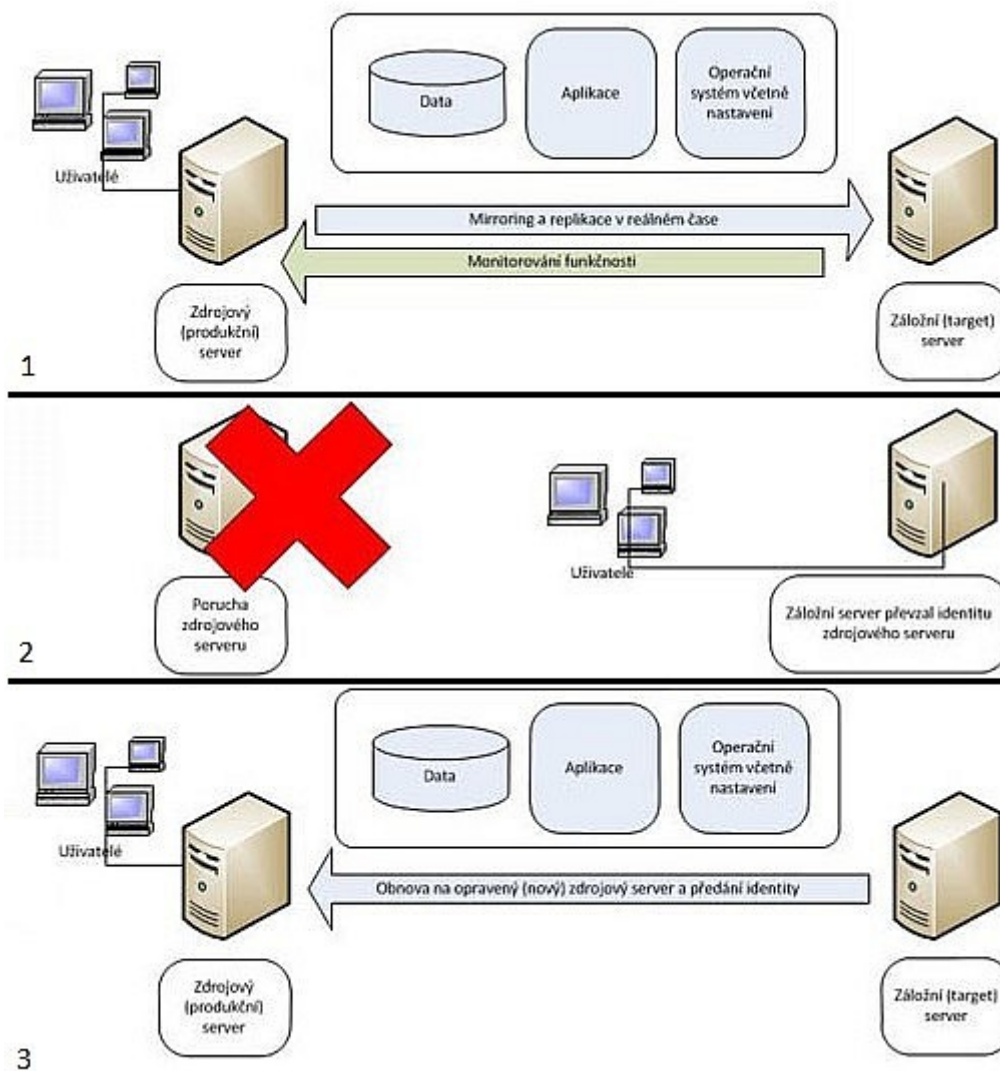 Data
Aplikace
Operační
systém včetně
nastavení
Uživatelé
Mirroring a replikace v reálném čase
Monitorování funkčnosti
Zdrojový
(produkční)
server
Záložní (target)
server
1
Uživatelé
Porucha
zdrojového
serveru
Záložní server převzal identitu
zdrojového serveru
2
Data
Aplikace
Operační
systém včetně
nastavení
Uživatelé
Obnova na opravený (nový) zdrojový server a předání identity
Zdrojový
(produkční)
server
Záložní (target)
server
3